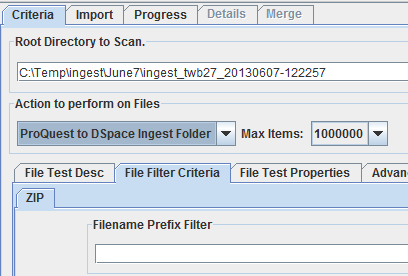 Criteria Import Progress Details Merge
Root Directory to Scan.
C:\Temp\ingest\June7\ingest_twb27_20130607-122257
Action to perform on Files
ProQuest to DSpace Ingest Folder Max Items: 1000000
File Test Desc File Filter Criteria File Test Properties Advan
ZIP
Filename Prefix Filter